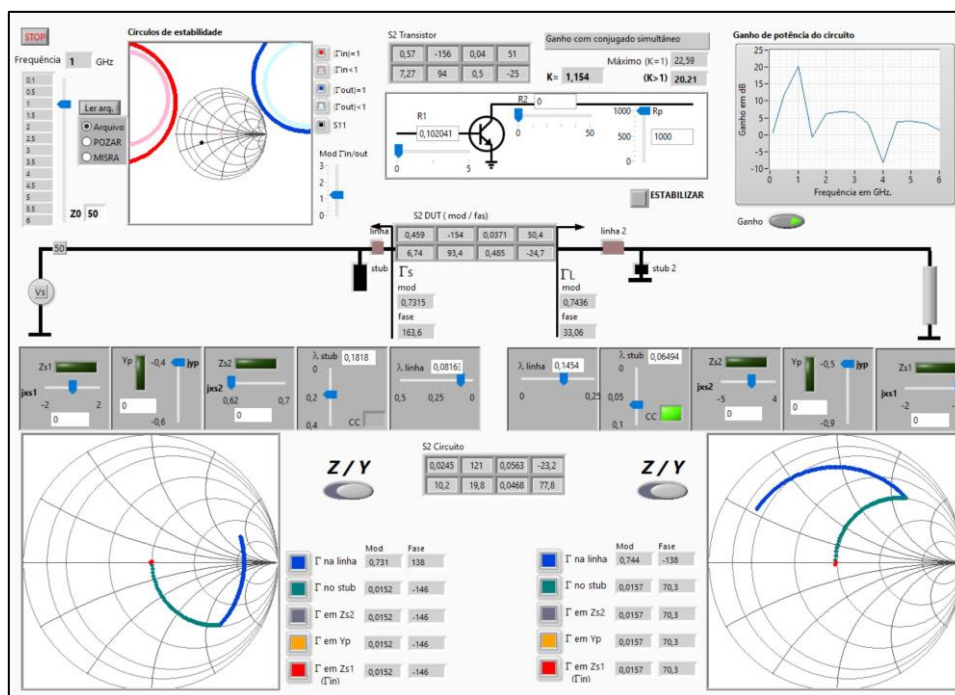 STOP
Frequência 1 GHz
0.1
0.5
1
1.5
2
2.5
3
3.5
4
4.5
5
5.5
6
Ler arq.
Arquivo
POZAR
MISRA
Z0 50
Círculos de estabilidade
|Γin|=1
|Γin<1
|Γout|=1
|Γout|<1
S11
Mod Γin/out
3
2
1
0
S2 Transistor
0,57 -156 0,04 51
7,27 94 0,5 -25
Ganho com conjugado simultáneo
Máximo (K=1) 22,59
K= 1,154 (K>1) 20,21
R1
0,102041
0 5
R2 0
0 50
1000 Rp
500 1000
0
ESTABILIZAR
Ganho de potência do circuito
Ganho em dB
25
20
15
10
5
0
-5
-10
0 1 2 3 4 5 6
Frequência em GHz.
Ganho
50
Vs
linha
stub
S2 DUT ( mod / fas)
0,459 -154 0,0371 50,4
6,74 93,4 0,485 -24,7
linha 2
stub 2
ΓS
mod
0,7315
fase
163,6
ΓL
mod
0,7436
fase
33,06
Zs1
jxs1
-2 2
0
Yp
-0,4 jyp
0
-0,6
Zs2
jxs2
0,62 0,7
0
λ stub 0,1818
0
0,2
0,4
CC
λ linha 0,0816
0,5 0,25 0
λ linha 0,1454
0 0,25
λ stub 0,06494
0
0,05
0,1
CC
Zs2
jxs2
-5 4
0
Yp
-0,5 jyp
0
-0,9
Zs1
jxs1
-2
0
Z / Y
S2 Circuito
0,0245 121 0,0563 -23,2
10,2 19,8 0,0468 77,8
Z / Y
Mod Fase
Γ na linha 0,731 138
Γ no stub 0,0152 -146
Γ em Zs2 0,0152 -146
Γ em Yp 0,0152 -146
Γ em Zs1 0,0152 -146
(Γin)
Mod Fase
Γ na linha 0,744 -138
Γ no stub 0,0157 70,3
Γ em Zs2 0,0157 70,3
Γ em Yp 0,0157 70,3
Γ em Zs1 0,0157 70,3
(Γin)